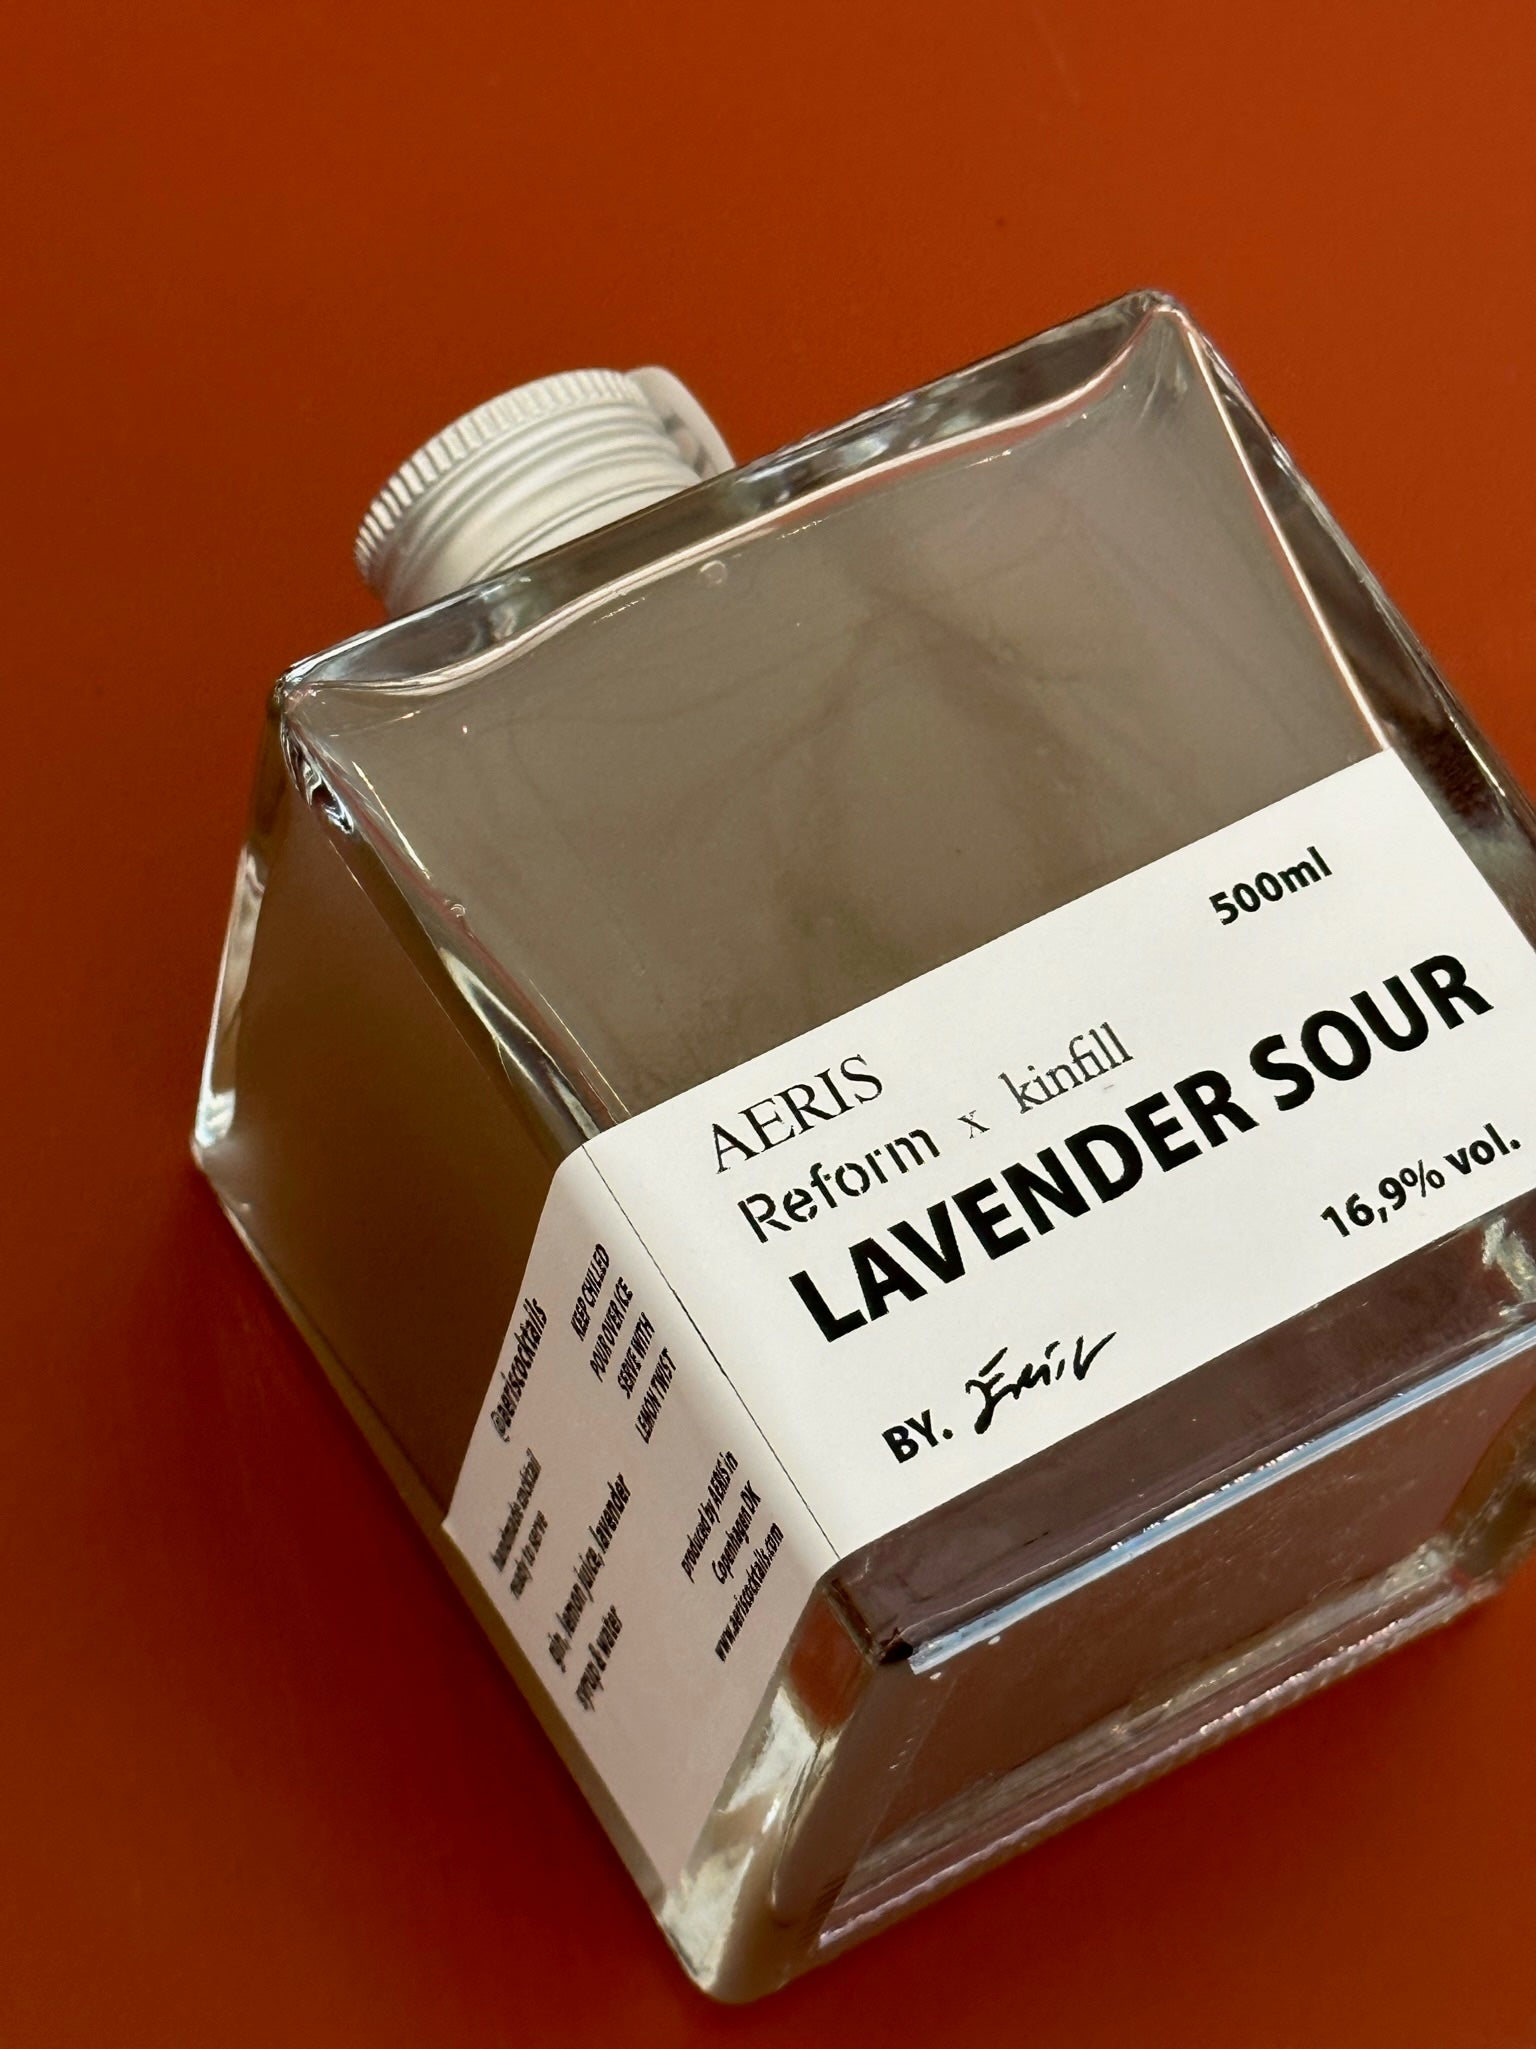 500ml
AERIS
Reform x kinfill
LAVENDER SOUR
16,9% vol.
BY. Aeris
@aeriscocktails
KEEP CHILLED
POUR OVER ICE
SERVE WITH
LEMON TWIST
handmade cocktail
ready to serve
gin, lemon juice, lavender
syrup & water
produced by AERIS in
Copenhagen DK
www.aeriscocktails.com